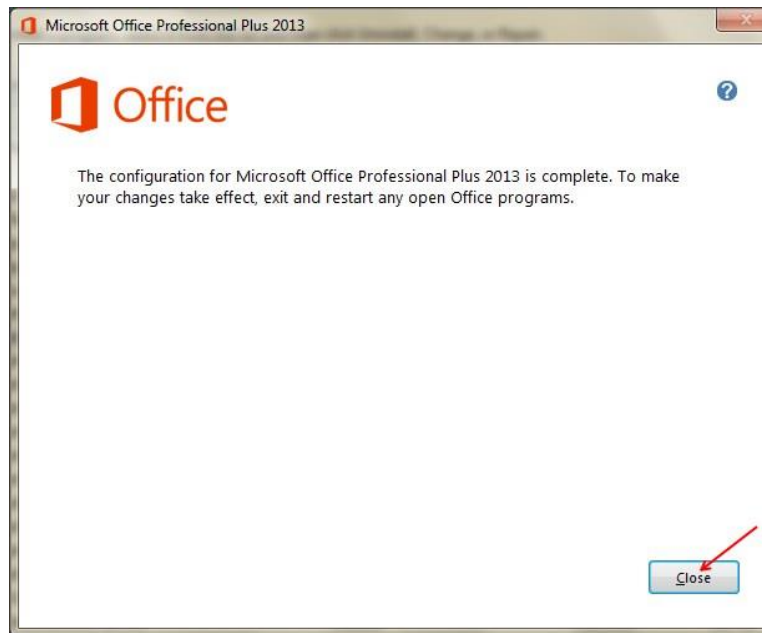 Microsoft Office Professional Plus 2013
Office
?
The configuration for Microsoft Office Professional Plus 2013 is complete. To make
your changes take effect, exit and restart any open Office programs.
Close